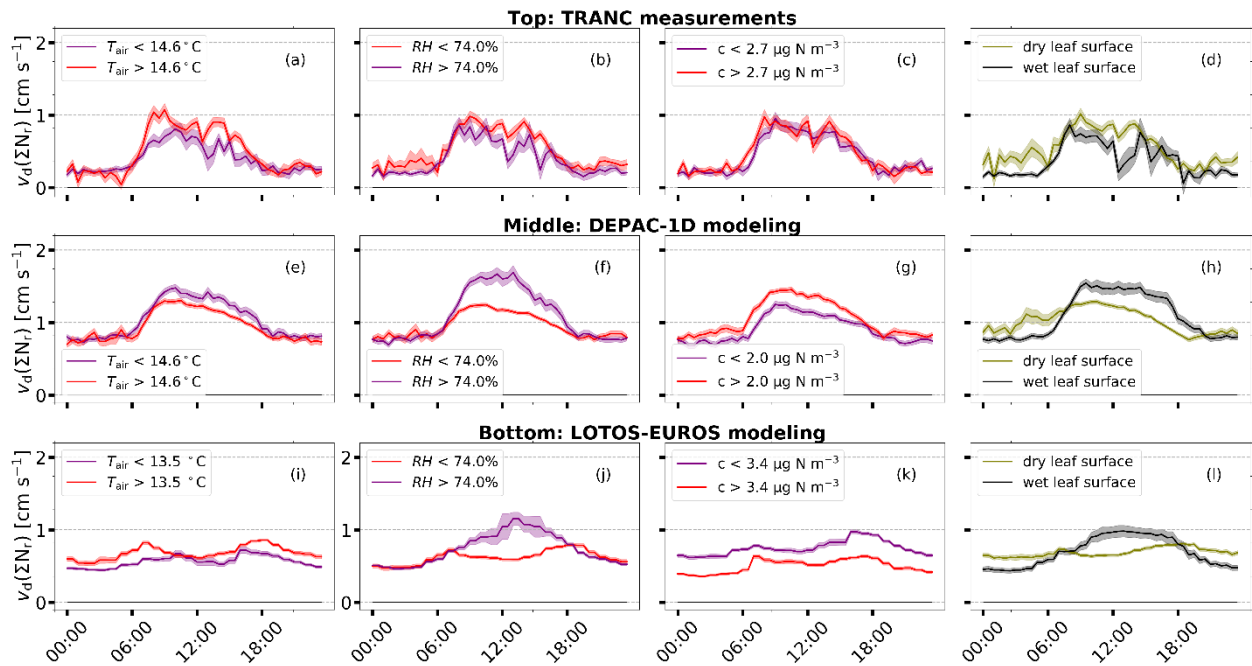 Top: TRANC measurements
2
1
0
v_d(ΣN_r) [cm s⁻¹]
T_air < 14.6 °C
T_air > 14.6 °C
(a)
RH < 74.0%
RH > 74.0%
(b)
c < 2.7 µg N m⁻³
c > 2.7 µg N m⁻³
(c)
dry leaf surface
wet leaf surface
(d)
Middle: DEPAC-1D modeling
2
1
0
v_d(ΣN_r) [cm s⁻¹]
(e)
T_air < 14.6 °C
T_air > 14.6 °C
(f)
RH < 74.0%
RH > 74.0%
(g)
c < 2.0 µg N m⁻³
c > 2.0 µg N m⁻³
(h)
dry leaf surface
wet leaf surface
Bottom: LOTOS-EUROS modeling
2
1
0
v_d(ΣN_r) [cm s⁻¹]
T_air < 13.5 °C
T_air > 13.5 °C
(i)
2
1
0
RH < 74.0%
RH > 74.0%
(j)
c < 3.4 µg N m⁻³
c > 3.4 µg N m⁻³
(k)
dry leaf surface
wet leaf surface
(l)
00:00 06:00 12:00 18:00 00:00 06:00 12:00 18:00 00:00 06:00 12:00 18:00 00:00 06:00 12:00 18:00